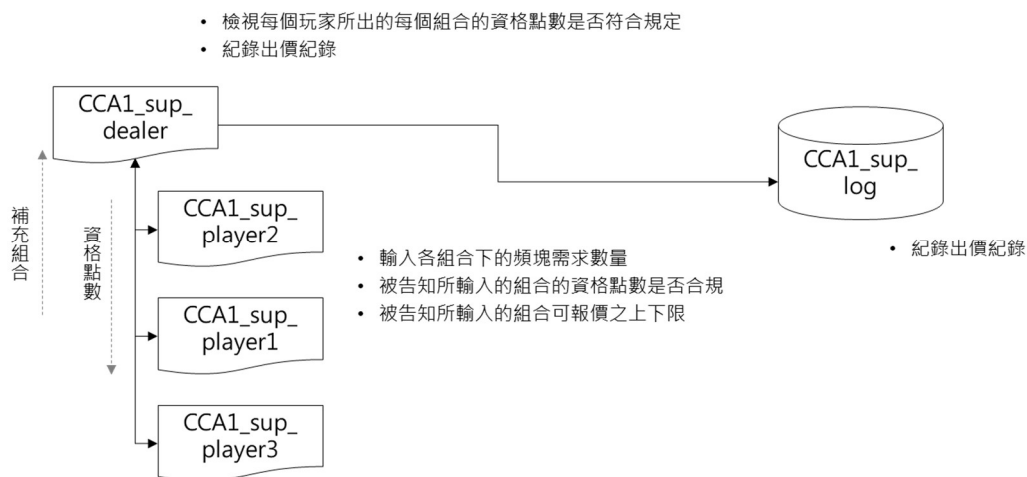 • 檢視每個玩家所出的每個組合的資格點數是否符合規定
• 紀錄出價紀錄
CCA1_sup_
dealer
CCA1_sup_
log
補充組合
資格點數
CCA1_sup_
player2
• 輸入各組合下的頻塊需求數量
• 被告知所輸入的組合的資格點數是否合規
• 被告知所輸入的組合可報價之上下限
• 紀錄出價紀錄
CCA1_sup_
player1
CCA1_sup_
player3